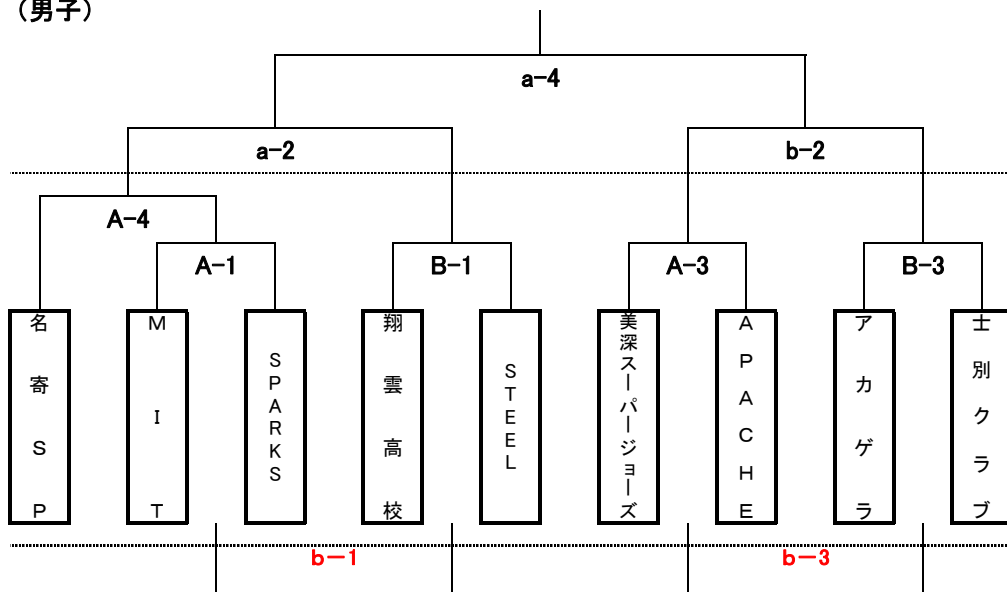 （男子）
a-4
a-2
b-2
A-4
A-1
B-1
A-3
B-3
名寄SP
MIT
SPARKS
翔雲高校
STEEL
美深スーパージョーズ
APACHE
アカゲラ
士別クラブ
b－1
b－3